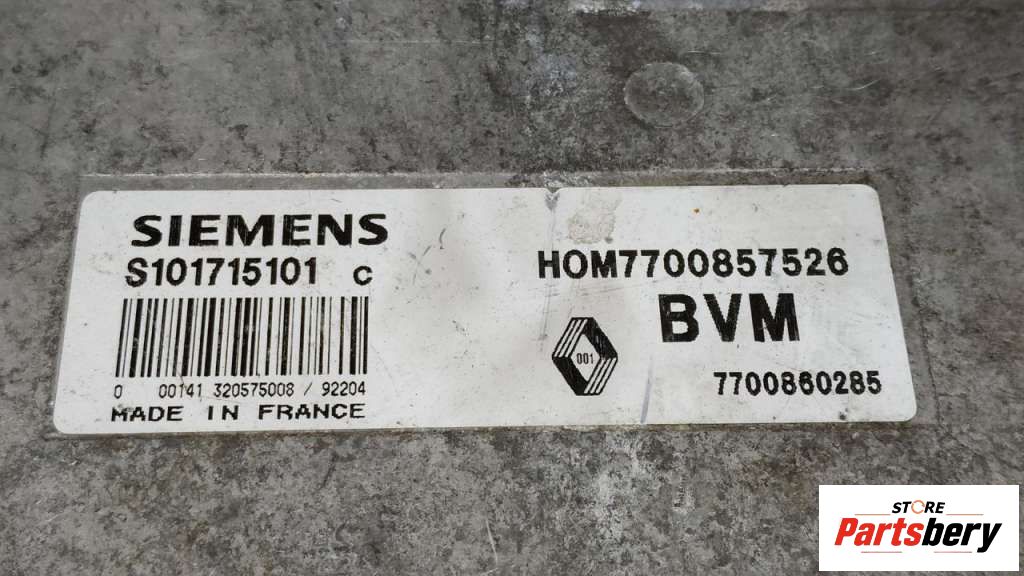 SIEMENS
S101715101 C
0 00141 320575008 / 92204
MADE IN FRANCE
HOM7700857526
BVM
001
7700860285
STORE
Partsbery